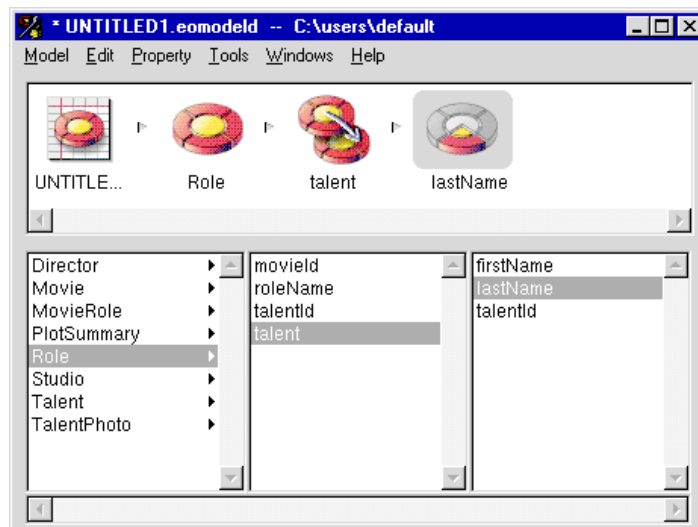 * UNTITLED1.eomodeld -- C:\users\default
Model Edit Property Tools Windows Help
UNTITLE... Role talent lastName
Director
Movie
MovieRole
PlotSummary
Role
Studio
Talent
TalentPhoto
movieId
roleName
talentId
talent
firstName
lastName
talentId